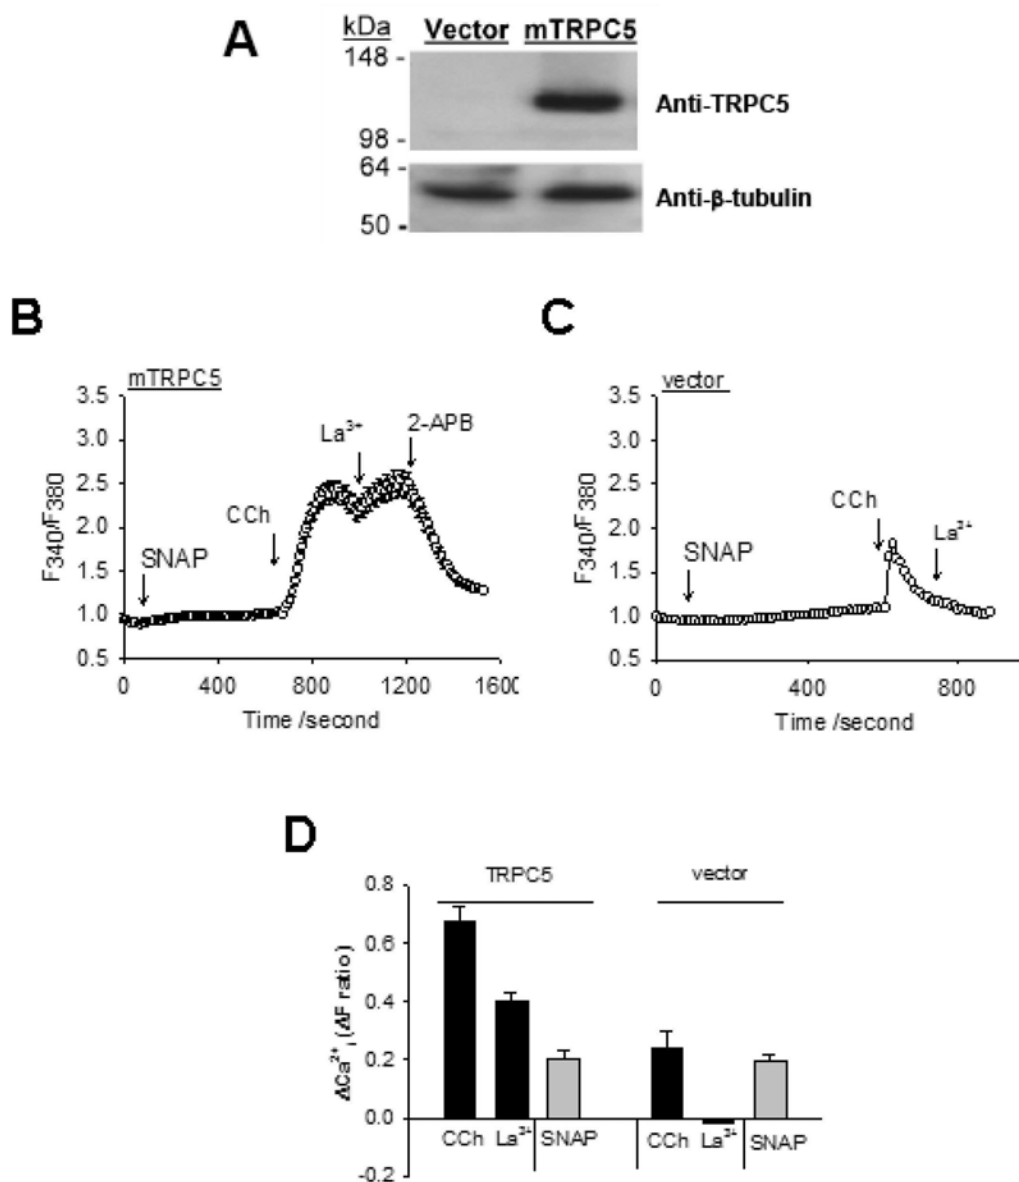 A
kDa
Vector mTRPC5
148 -
Anti-TRPC5
98 -
64 -
Anti-β-tubulin
50 -
B
mTRPC5
3.5
3.0
2.5
2.0
1.5
1.0
0.5
F340/F380
SNAP
CCh
La3+
2-APB
0 400 800 1200 1600
Time /second
C
vector
3.5
3.0
2.5
2.0
1.5
1.0
0.5
F340/F380
SNAP
CCh
La3+
0 400 800
Time /second
D
TRPC5 vector
0.8
0.6
0.4
0.2
0.0
-0.2
ΔCa2+i (ΔF ratio)
CCh La3+ SNAP CCh La3+ SNAP